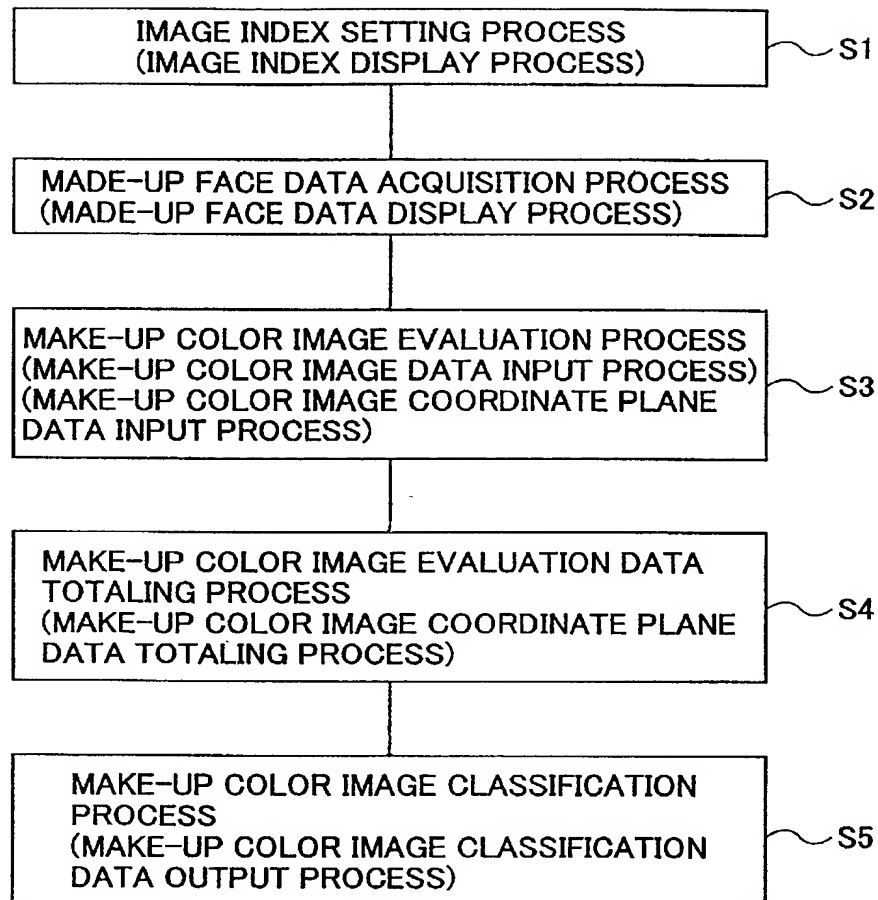 IMAGE INDEX SETTING PROCESS
(IMAGE INDEX DISPLAY PROCESS)
S1
MADE-UP FACE DATA ACQUISITION PROCESS
(MADE-UP FACE DATA DISPLAY PROCESS)
S2
MAKE-UP COLOR IMAGE EVALUATION PROCESS
(MAKE-UP COLOR IMAGE DATA INPUT PROCESS)
(MAKE-UP COLOR IMAGE COORDINATE PLANE
DATA INPUT PROCESS)
S3
MAKE-UP COLOR IMAGE EVALUATION DATA
TOTALING PROCESS
(MAKE-UP COLOR IMAGE COORDINATE PLANE
DATA TOTALING PROCESS)
S4
MAKE-UP COLOR IMAGE CLASSIFICATION
PROCESS
(MAKE-UP COLOR IMAGE CLASSIFICATION
DATA OUTPUT PROCESS)
S5